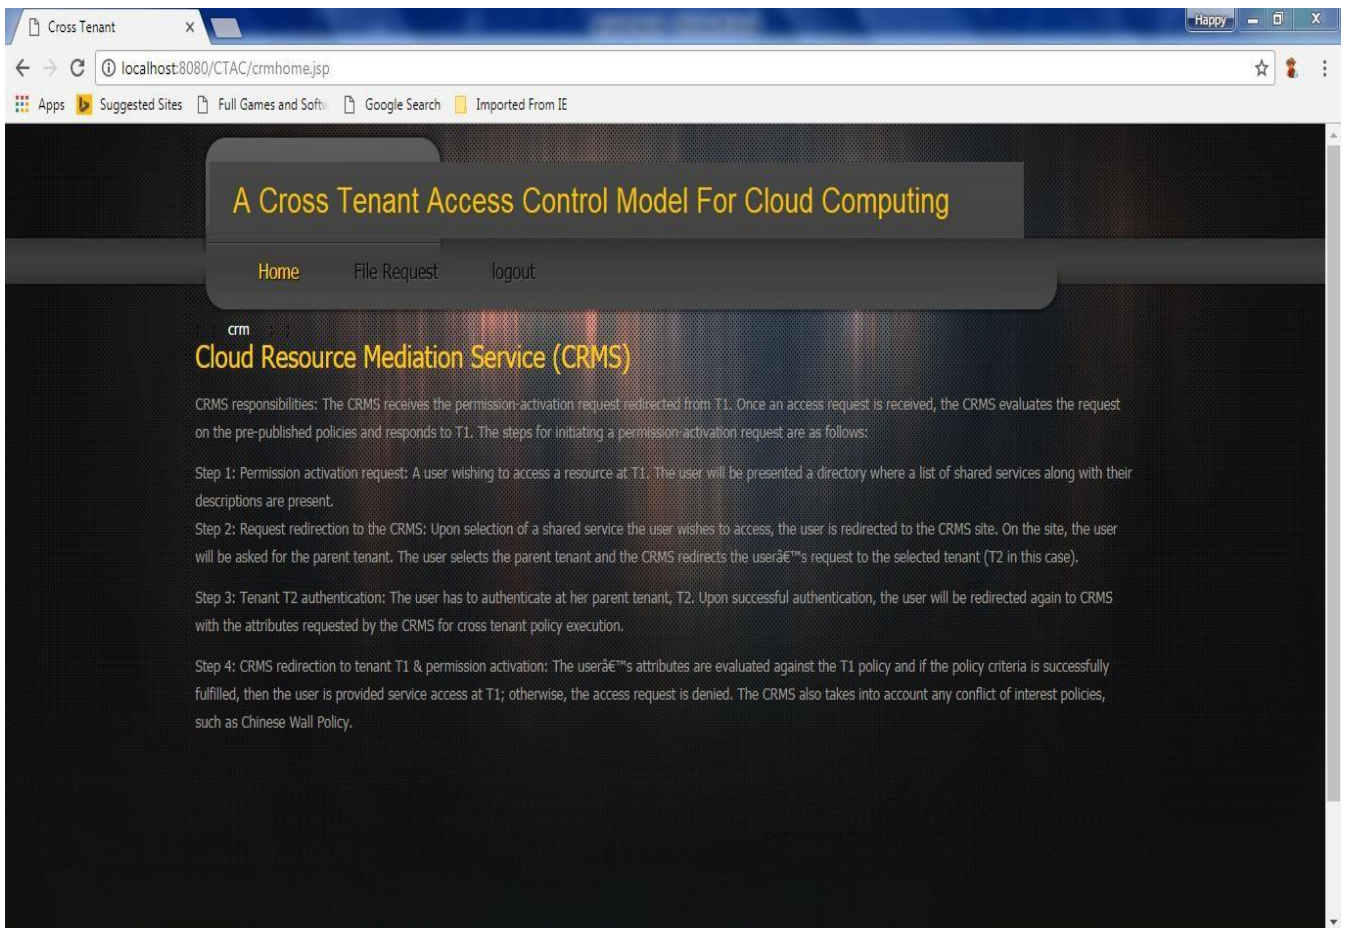 Cross Tenant
Happy
localhost:8080/CTAC/crmhome.jsp
Apps Suggested Sites Full Games and Softw Google Search Imported From IE
A Cross Tenant Access Control Model For Cloud Computing
Home File Request logout
: : crm : :
Cloud Resource Mediation Service (CRMS)
CRMS responsibilities: The CRMS receives the permission-activation request redirected from T1. Once an access request is received, the CRMS evaluates the request
on the pre-published policies and responds to T1. The steps for initiating a permission-activation request are as follows:
Step 1: Permission activation request: A user wishing to access a resource at T1. The user will be presented a directory where a list of shared services along with their
descriptions are present.
Step 2: Request redirection to the CRMS: Upon selection of a shared service the user wishes to access, the user is redirected to the CRMS site. On the site, the user
will be asked for the parent tenant. The user selects the parent tenant and the CRMS redirects the userâ€™s request to the selected tenant (T2 in this case).
Step 3: Tenant T2 authentication: The user has to authenticate at her parent tenant, T2. Upon successful authentication, the user will be redirected again to CRMS
with the attributes requested by the CRMS for cross tenant policy execution.
Step 4: CRMS redirection to tenant T1 & permission activation: The userâ€™s attributes are evaluated against the T1 policy and if the policy criteria is successfully
fulfilled, then the user is provided service access at T1; otherwise, the access request is denied. The CRMS also takes into account any conflict of interest policies,
such as Chinese Wall Policy.